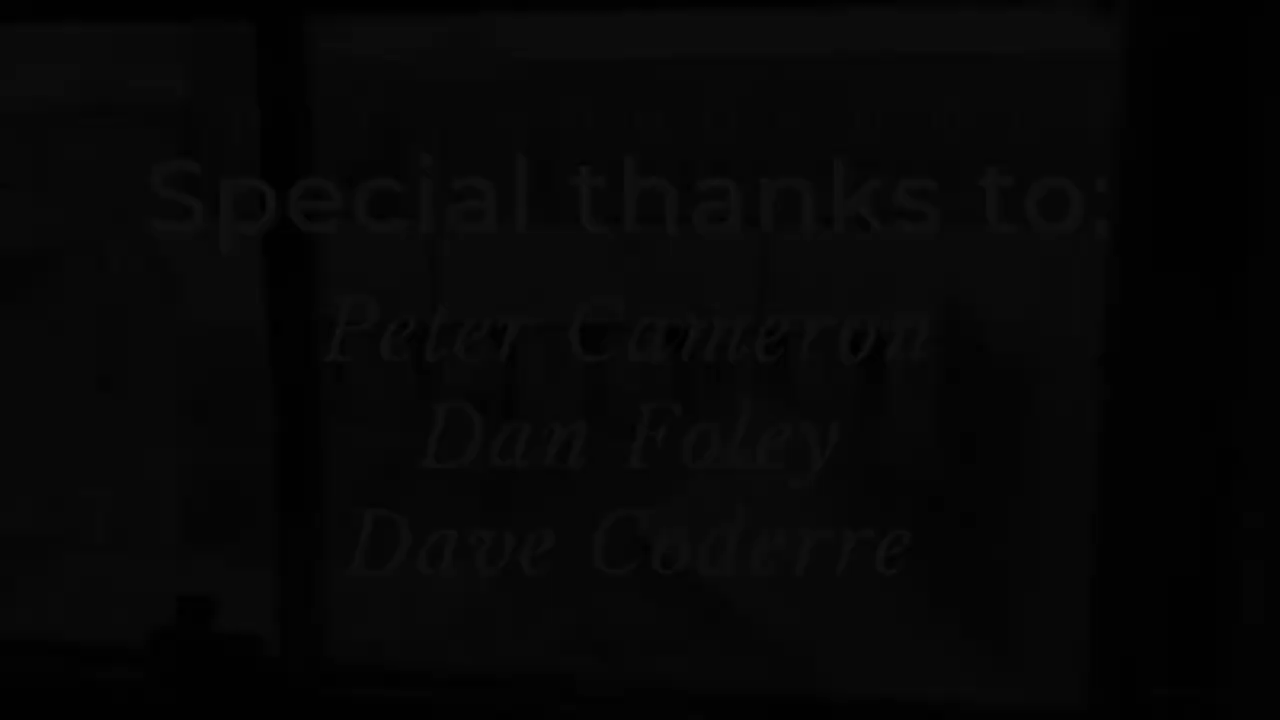 Special thanks to:
Peter Cameron
Dan Foley
Dave Coderre